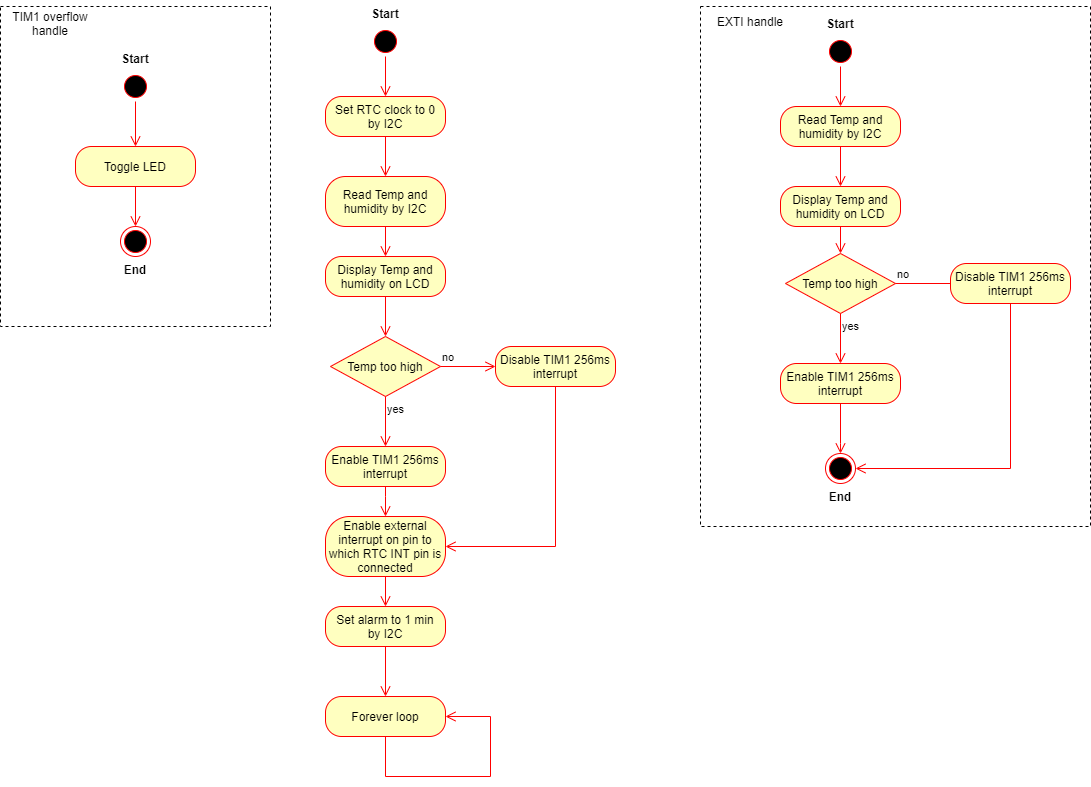 TIM1 overflow
handle
Start
Toggle LED
End
Start
Set RTC clock to 0
by I2C
Read Temp and
humidity by I2C
Display Temp and
humidity on LCD
Temp too high
no
Disable TIM1 256ms
interrupt
yes
Enable TIM1 256ms
interrupt
Enable external
interrupt on pin to
which RTC INT pin is
connected
Set alarm to 1 min
by I2C
Forever loop
EXTI handle
Start
Read Temp and
humidity by I2C
Display Temp and
humidity on LCD
Temp too high
no
Disable TIM1 256ms
interrupt
yes
Enable TIM1 256ms
interrupt
End